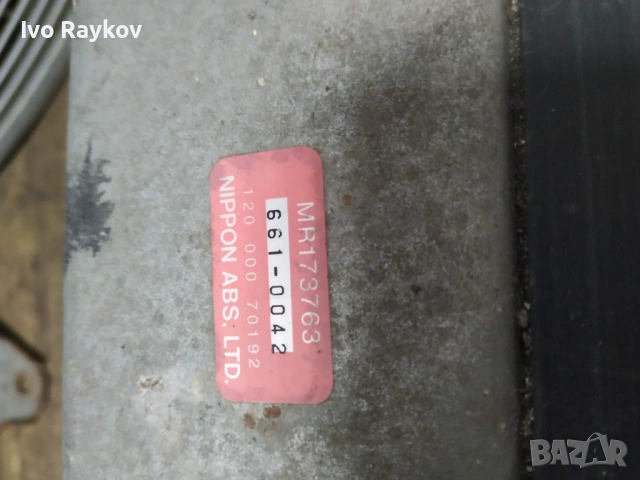 Ivo Raykov
MR173763
661-0042
120 000 70192
NIPPON ABS, LTD.
BAZAR